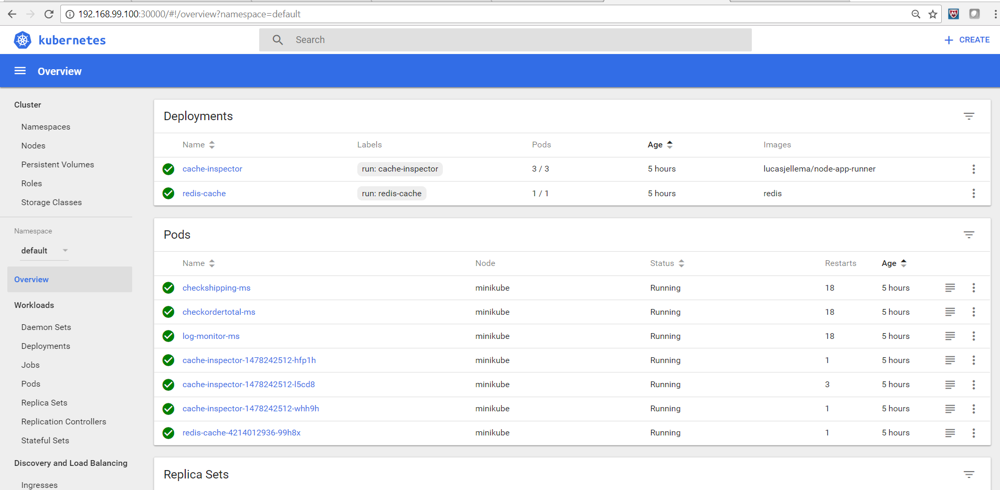 192.168.99.100:30000/#!/overview?namespace=default
kubernetes
Search
CREATE
Overview
Cluster
Namespaces
Nodes
Persistent Volumes
Roles
Storage Classes
Namespace
default
Overview
Workloads
Daemon Sets
Deployments
Jobs
Pods
Replica Sets
Replication Controllers
Stateful Sets
Discovery and Load Balancing
Ingresses
Deployments
Name Labels Pods Age Images
cache-inspector run: cache-inspector 3 / 3 5 hours lucasjellema/node-app-runner
redis-cache run: redis-cache 1 / 1 5 hours redis
Pods
Name Node Status Restarts Age
checkshipping-ms minikube Running 18 5 hours
checkordertotal-ms minikube Running 18 5 hours
log-monitor-ms minikube Running 18 5 hours
cache-inspector-1478242512-hfp1h minikube Running 1 5 hours
cache-inspector-1478242512-l5cd8 minikube Running 3 5 hours
cache-inspector-1478242512-whh9h minikube Running 1 5 hours
redis-cache-4214012936-99h8x minikube Running 1 5 hours
Replica Sets